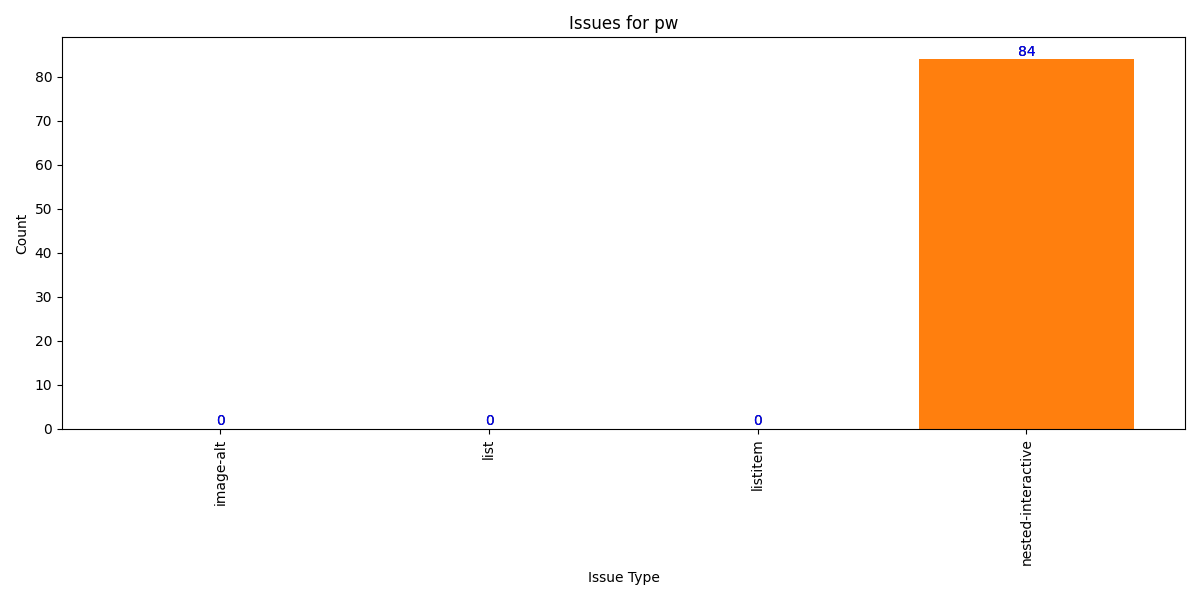 Issues for pw
84
80
70
60
50
40
30
20
10
0
Count
0
0
0
image-alt
list
listitem
nested-interactive
Issue Type